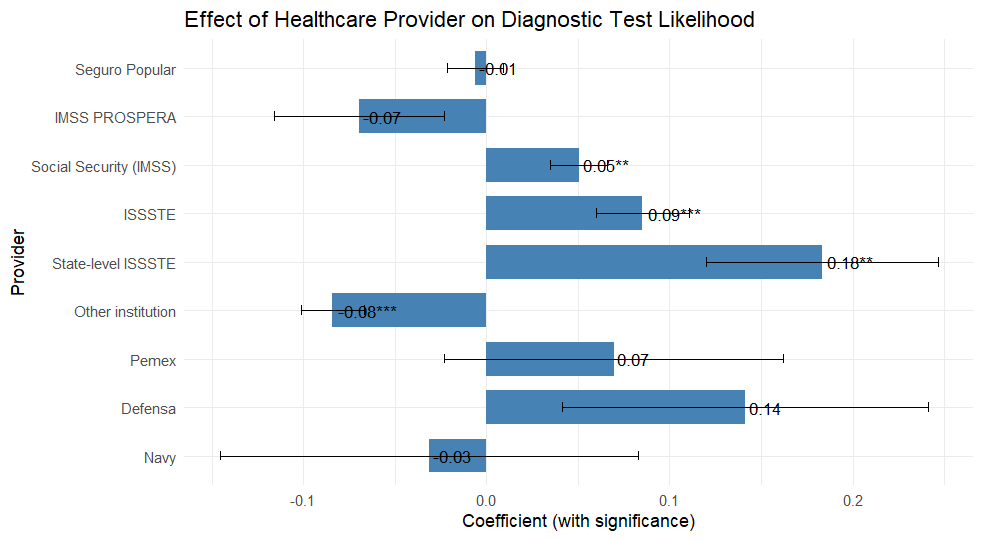 Effect of Healthcare Provider on Diagnostic Test Likelihood
Provider
Seguro Popular
-0.01
IMSS PROSPERA
-0.07
Social Security (IMSS)
0.05**
ISSSTE
0.09***
State-level ISSSTE
0.18**
Other institution
-0.08***
Pemex
0.07
Defensa
0.14
Navy
-0.03
-0.1 0.0 0.1 0.2
Coefficient (with significance)